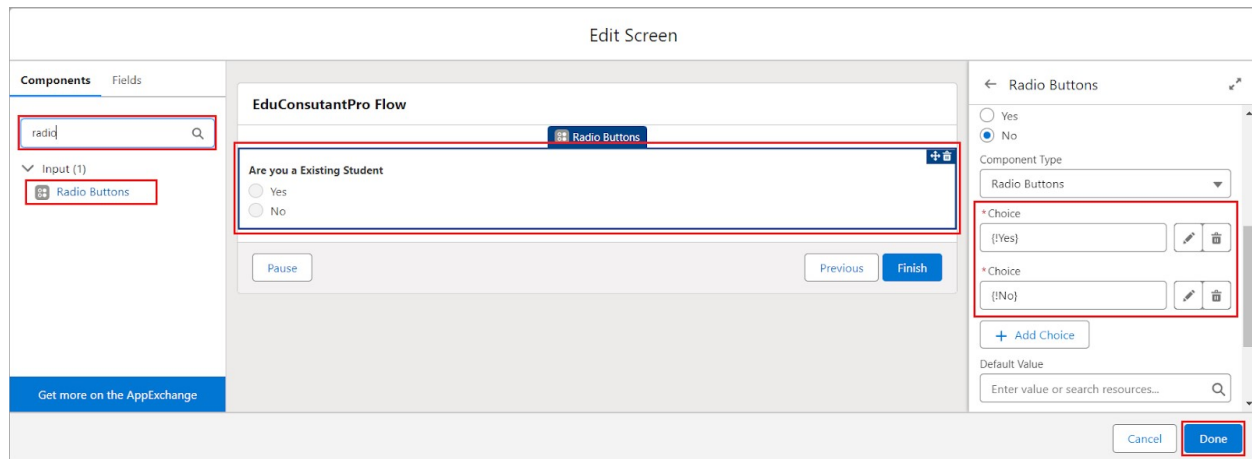 Edit Screen
Components Fields
radio
Input (1)
Radio Buttons
Get more on the AppExchange
EduConsutantPro Flow
Radio Buttons
Are you a Existing Student
Yes
No
Pause
Previous
Finish
Radio Buttons
Yes
No
Component Type
Radio Buttons
*Choice
{!Yes}
*Choice
{!No}
+ Add Choice
Default Value
Enter value or search resources...
Cancel
Done